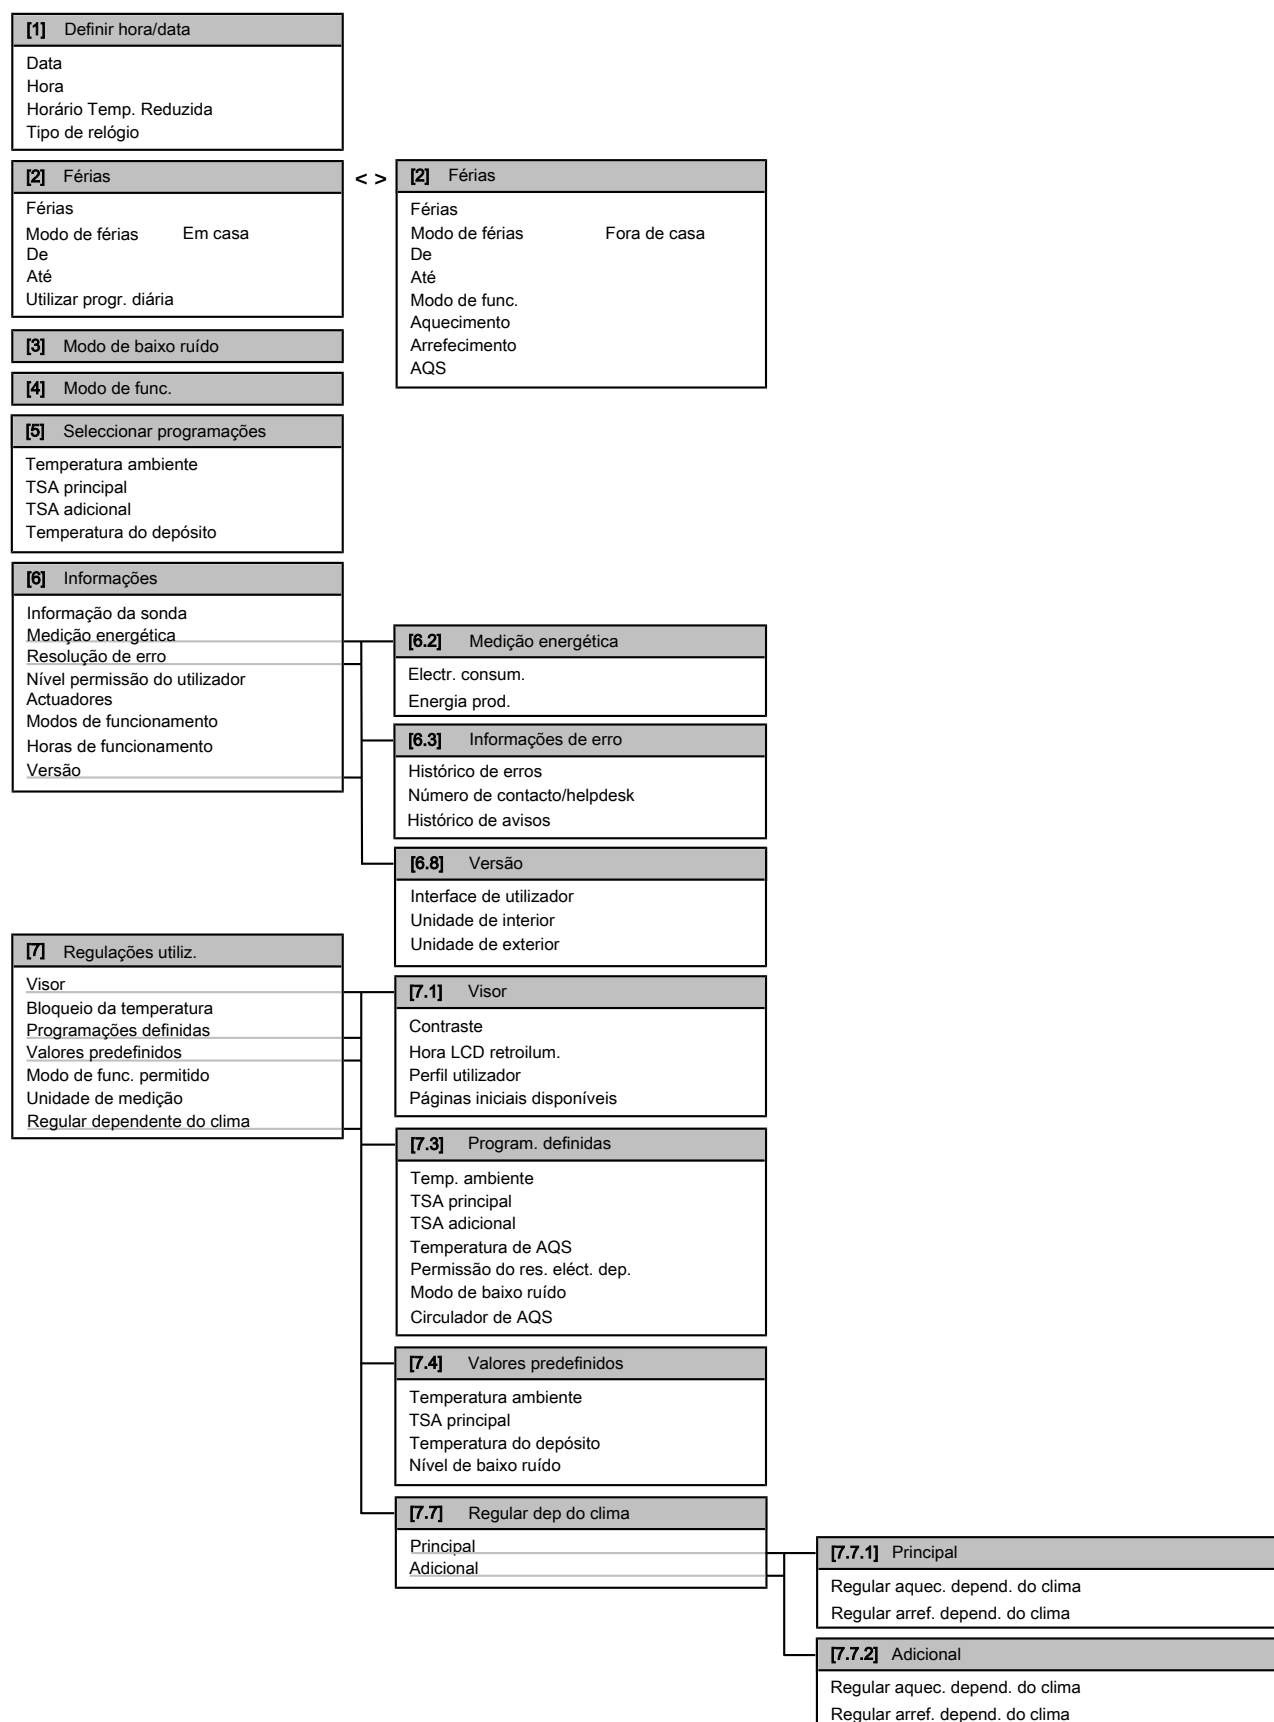 [1] Definir hora/data
Data
Hora
Horário Temp. Reduzida
Tipo de relógio
[2] Férias
Férias
Modo de férias Em casa
De
Até
Utilizar progr. diária
< >
[2] Férias
Férias
Modo de férias Fora de casa
De
Até
Modo de func.
Aquecimento
Arrefecimento
AQS
[3] Modo de baixo ruído
[4] Modo de func.
[5] Seleccionar programações
Temperatura ambiente
TSA principal
TSA adicional
Temperatura do depósito
[6] Informações
Informação da sonda
Medição energética
Resolução de erro
Nível permissão do utilizador
Actuadores
Modos de funcionamento
Horas de funcionamento
Versão
[6.2] Medição energética
Electr. consum.
Energia prod.
[6.3] Informações de erro
Histórico de erros
Número de contacto/helpdesk
Histórico de avisos
[6.8] Versão
Interface de utilizador
Unidade de interior
Unidade de exterior
[7] Regulações utiliz.
Visor
Bloqueio da temperatura
Programações definidas
Valores predefinidos
Modo de func. permitido
Unidade de medição
Regular dependente do clima
[7.1] Visor
Contraste
Hora LCD retroilum.
Perfil utilizador
Páginas iniciais disponíveis
[7.3] Program. definidas
Temp. ambiente
TSA principal
TSA adicional
Temperatura de AQS
Permissão do res. eléct. dep.
Modo de baixo ruído
Circulador de AQS
[7.4] Valores predefinidos
Temperatura ambiente
TSA principal
Temperatura do depósito
Nível de baixo ruído
[7.7] Regular dep do clima
Principal
Adicional
[7.7.1] Principal
Regular aquec. depend. do clima
Regular arref. depend. do clima
[7.7.2] Adicional
Regular aquec. depend. do clima
Regular arref. depend. do clima